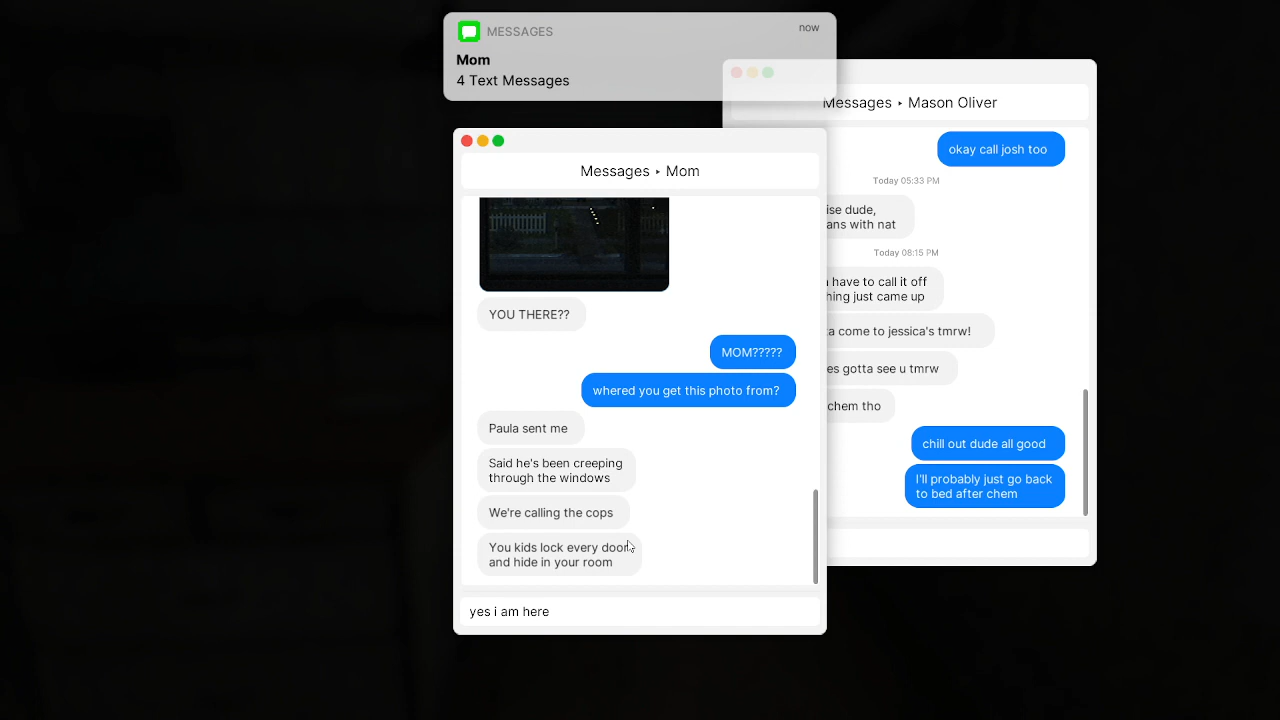 MESSAGES
now
Mom
4 Text Messages
Messages ‣ Mason Oliver
okay call josh too
Today 05:33 PM
dude,
with nat
Today 08:15 PM
have to call it off
just came up
come to jessica's tmrw!
gotta see u tmrw
chem tho
chill out dude all good
I'll probably just go back
to bed after chem
Messages ‣ Mom
YOU THERE??
MOM?????
whered you get this photo from?
Paula sent me
Said he's been creeping
through the windows
We're calling the cops
You kids lock every door
and hide in your room
yes i am here